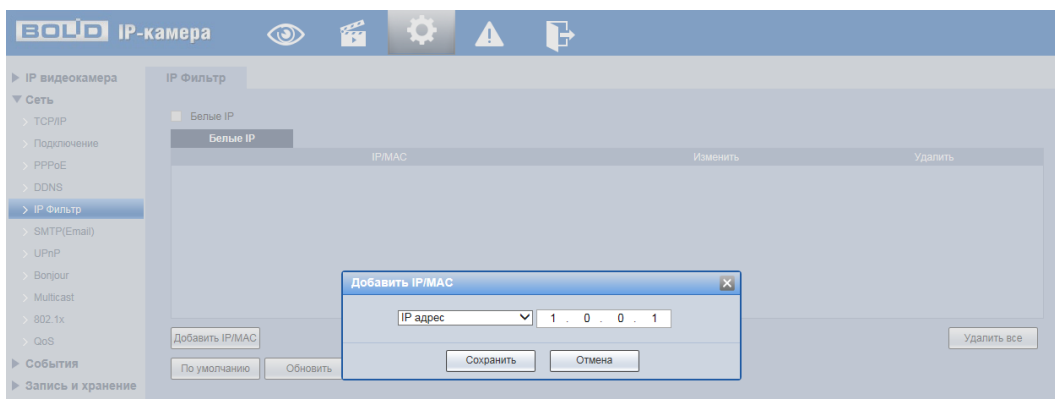 BOLID IP-камера
IP видеокамера
IP Фильтр
Сеть
TCP/IP
Белые IP
Подключение
Белые IP
PPPoE
IP/MAC Изменить Удалить
DDNS
IP Фильтр
SMTP(Email)
UPnP
Bonjour
Добавить IP/MAC
Multicast
802.1x
IP адрес 1 . 0 . 0 . 1
QoS
Добавить IP/MAC
Удалить все
События
Сохранить Отмена
По умолчанию Обновить
Запись и хранение